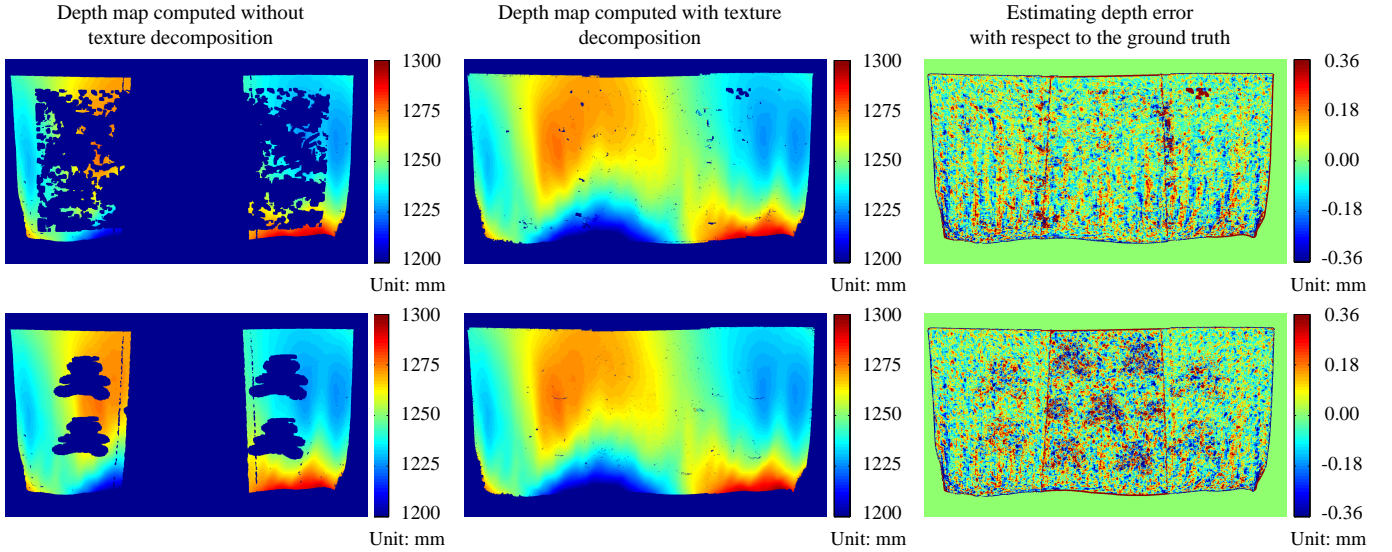 Depth map computed without
texture decomposition
Depth map computed with texture
decomposition
Estimating depth error
with respect to the ground truth
1300
1275
1250
1225
1200
Unit: mm
1300
1275
1250
1225
1200
Unit: mm
0.36
0.18
0.00
-0.18
-0.36
Unit: mm
1300
1275
1250
1225
1200
Unit: mm
1300
1275
1250
1225
1200
Unit: mm
0.36
0.18
0.00
-0.18
-0.36
Unit: mm